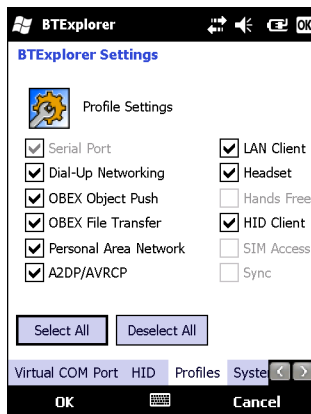 BTExplorer
OK
BTExplorer Settings
Profile Settings
Serial Port
LAN Client
Dial-Up Networking
Headset
OBEX Object Push
Hands Free
OBEX File Transfer
HID Client
Personal Area Network
SIM Access
A2DP/AVRCP
Sync
Select All
Deselect All
Virtual COM Port HID Profiles Syste
OK
Cancel